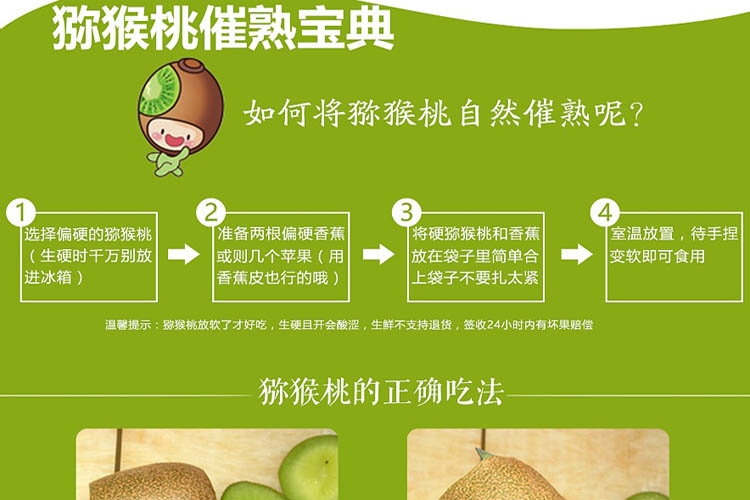 猕猴桃催熟宝典
如何将猕猴桃自然催熟呢？
1
选择偏硬的猕猴桃
（生硬时千万别放
进冰箱）
2
准备两根偏硬香蕉
或则几个苹果（用
香蕉皮也行的哦）
3
将硬猕猴桃和香蕉
放在袋子里简单合
上袋子不要扎太紧
4
室温放置，待手捏
变软即可食用
温馨提示：猕猴桃放软了才好吃，生硬且开会酸涩，生鲜不支持退货，签收24小时内有坏果赔偿
猕猴桃的正确吃法